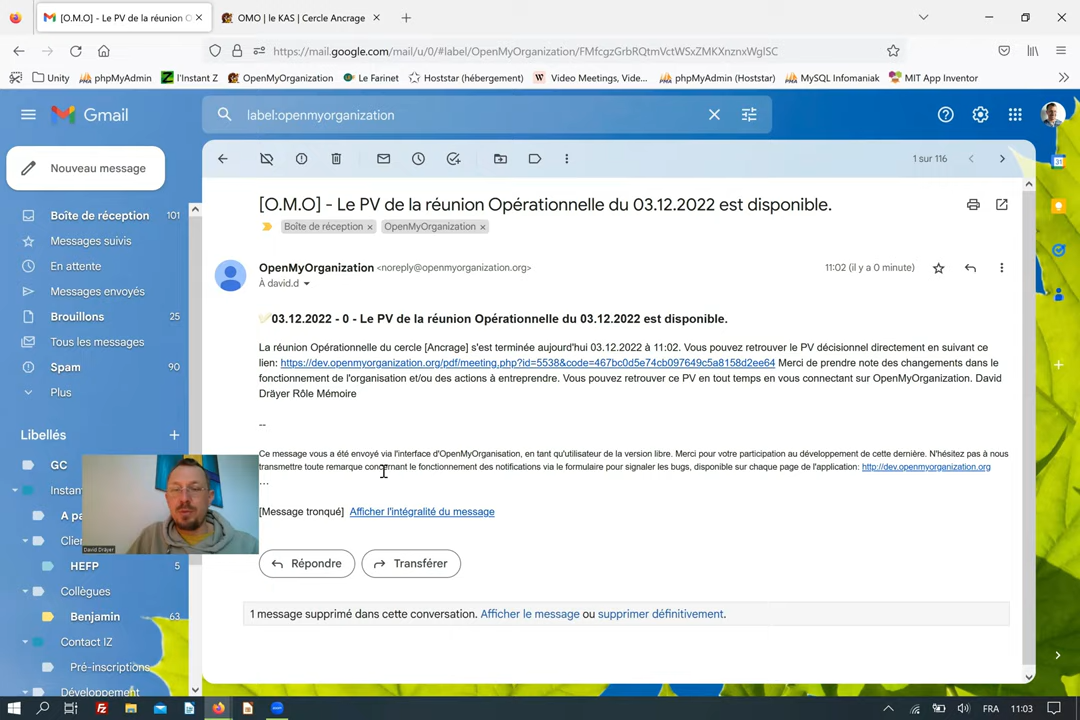 [O.M.O] - Le PV de la réunion O
OMO | le KAS | Cercle Ancrage
https://mail.google.com/mail/u/0/#label/OpenMyOrganization/FMfcgzGrbRQtmVctWSxZMKXnznxWglSC
Unity
phpMyAdmin
l'Instant Z
OpenMyOrganization
Le Farinet
Hoststar (hébergement)
Video Meetings, Vide...
phpMyAdmin (Hoststar)
MySQL Infomaniak
MIT App Inventor
Gmail
label:openmyorganization
Nouveau message
1 sur 116
Boîte de réception 101
Messages suivis
En attente
Messages envoyés
Brouillons 25
Tous les messages
Spam 90
Plus
Libellés
GC
Instant
A pa
Clie
HEFP 5
Collègues
Benjamin 63
Contact IZ
Pré-inscriptions
Développement
[O.M.O] - Le PV de la réunion Opérationnelle du 03.12.2022 est disponible.
Boîte de réception × OpenMyOrganization ×
OpenMyOrganization <noreply@openmyorganization.org>
11:02 (il y a 0 minute)
À david.d
03.12.2022 - 0 - Le PV de la réunion Opérationnelle du 03.12.2022 est disponible.
La réunion Opérationnelle du cercle [Ancrage] s'est terminée aujourd'hui 03.12.2022 à 11:02. Vous pouvez retrouver le PV décisionnel directement en suivant ce
lien: https://dev.openmyorganization.org/pdf/meeting.php?id=5538&code=467bc0d5e74cb097649c5a8158d2ee64 Merci de prendre note des changements dans le
fonctionnement de l'organisation et/ou des actions à entreprendre. Vous pouvez retrouver ce PV en tout temps en vous connectant sur OpenMyOrganization. David
Dräyer Rôle Mémoire
--
Ce message vous a été envoyé via l'interface d'OpenMyOrganisation, en tant qu'utilisateur de la version libre. Merci pour votre participation au développement de cette dernière. N'hésitez pas à nous
transmettre toute remarque concernant le fonctionnement des notifications via le formulaire pour signaler les bugs, disponible sur chaque page de l'application: http://dev.openmyorganization.org
...
[Message tronqué] Afficher l'intégralité du message
Répondre
Transférer
1 message supprimé dans cette conversation. Afficher le message ou supprimer définitivement.
David Dräyer
FRA
11:03